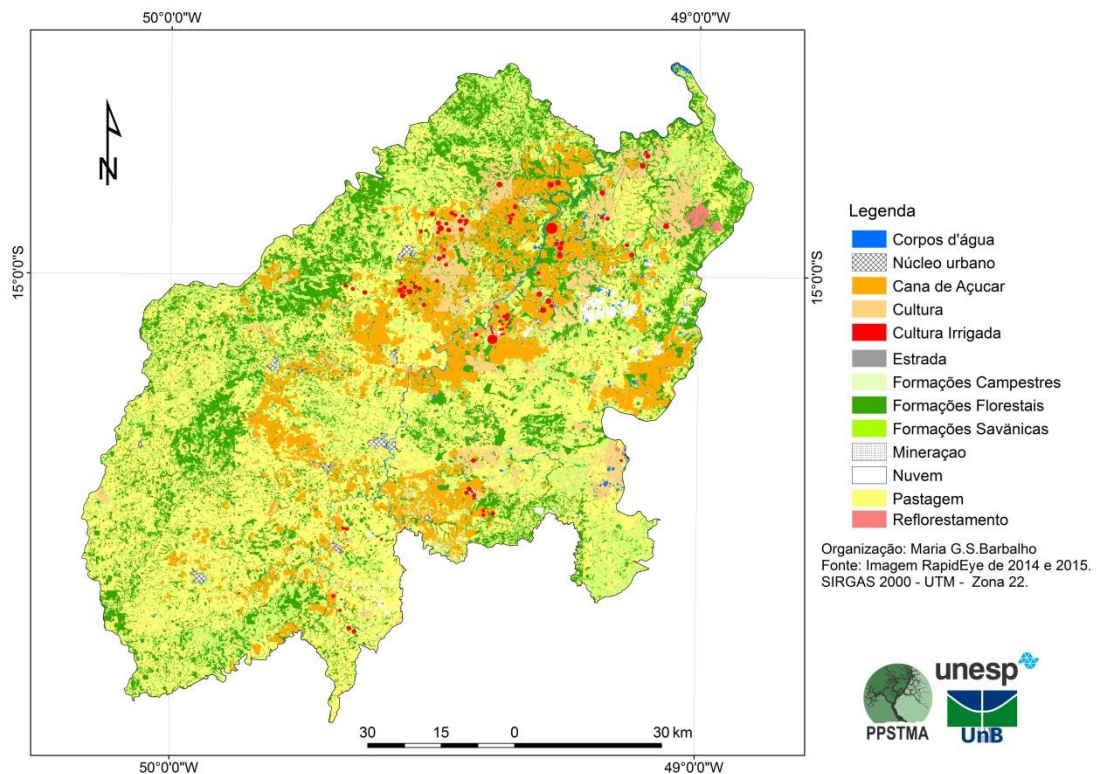 50°0'0"W
49°0'0"W
N
15°0'0"S
15°0'0"S
Legenda
Corpos d'água
Núcleo urbano
Cana de Açucar
Cultura
Cultura Irrigada
Estrada
Formações Campestres
Formações Florestais
Formações Savânicas
Mineraçao
Nuvem
Pastagem
Reflorestamento
Organização: Maria G.S.Barbalho
Fonte: Imagem RapidEye de 2014 e 2015.
SIRGAS 2000 - UTM - Zona 22.
unesp
PPSTMA
UnB
30 15 0 30 km
50°0'0"W
49°0'0"W